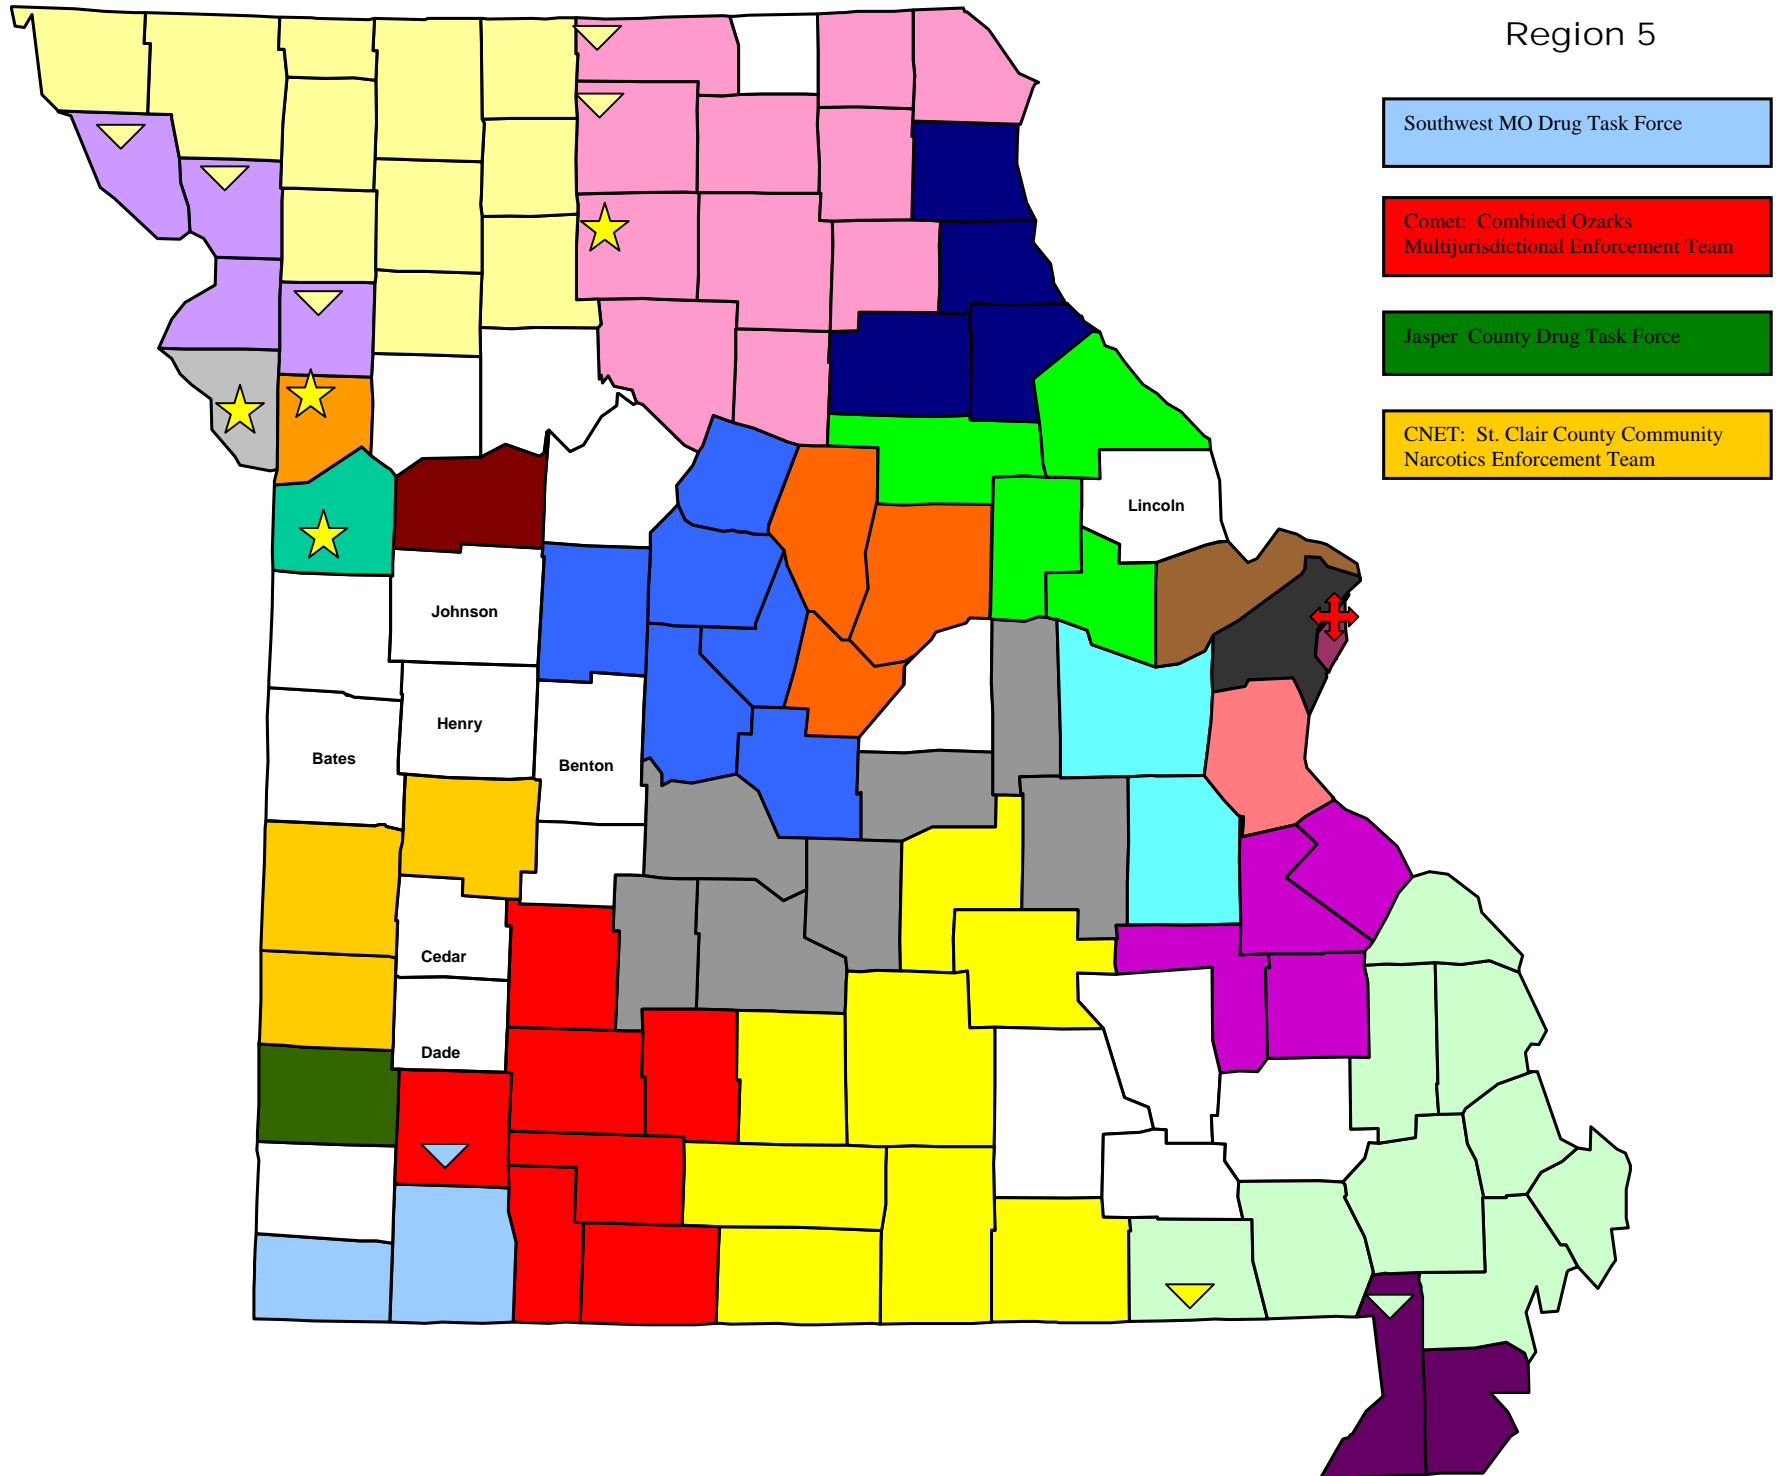 Region 5
Southwest MO Drug Task Force
Comet:  Combined Ozarks
Multijurisdictional Enforcement Team
Jasper  County Drug Task Force
CNET:  St. Clair County Community
Narcotics Enforcement Team
Lincoln
Johnson
Henry
Bates
Benton
Cedar
Dade